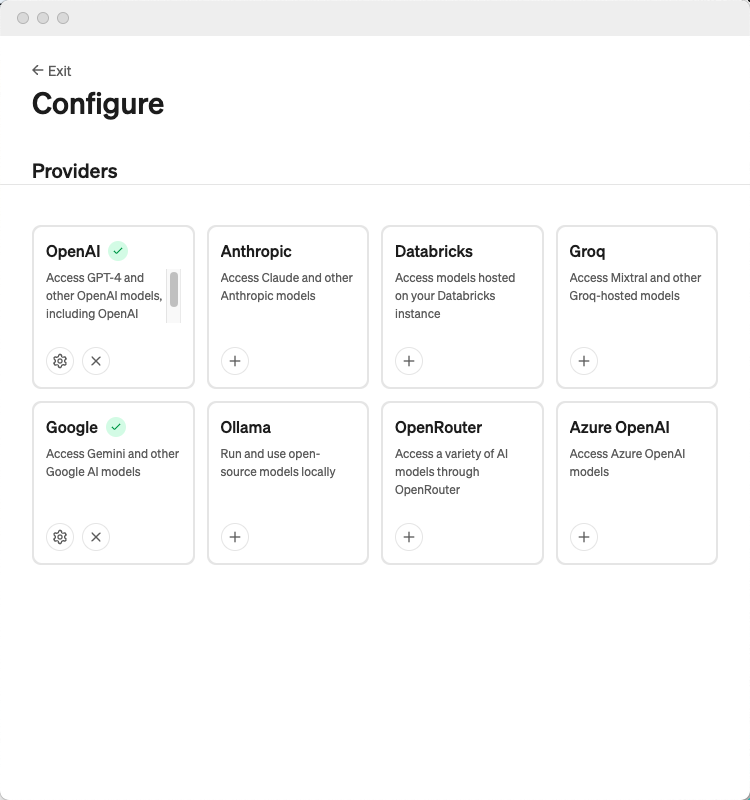 Exit
Configure
Providers
OpenAI
Access GPT-4 and
other OpenAI models,
including OpenAI
Anthropic
Access Claude and other
Anthropic models
Databricks
Access models hosted
on your Databricks
instance
Groq
Access Mixtral and other
Groq-hosted models
Google
Access Gemini and other
Google AI models
Ollama
Run and use open-
source models locally
OpenRouter
Access a variety of AI
models through
OpenRouter
Azure OpenAI
Access Azure OpenAI
models